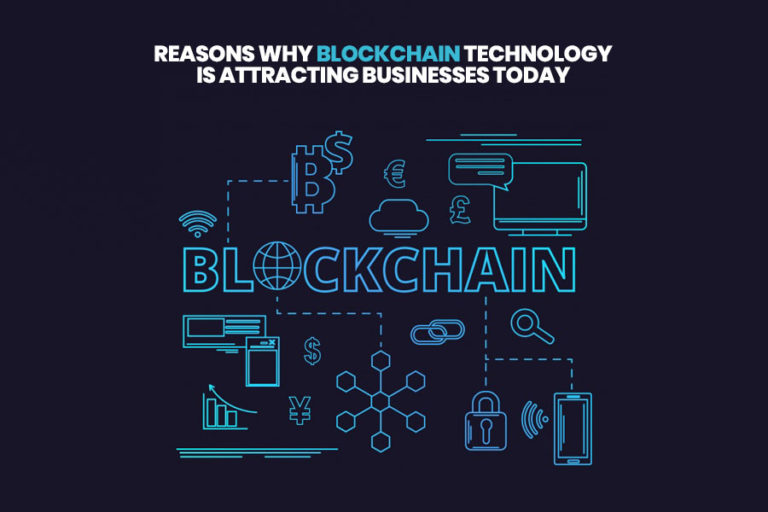 REASONS WHY BLOCKCHAIN TECHNOLOGY
IS ATTRACTING BUSINESSES TODAY
BLOCKCHAIN